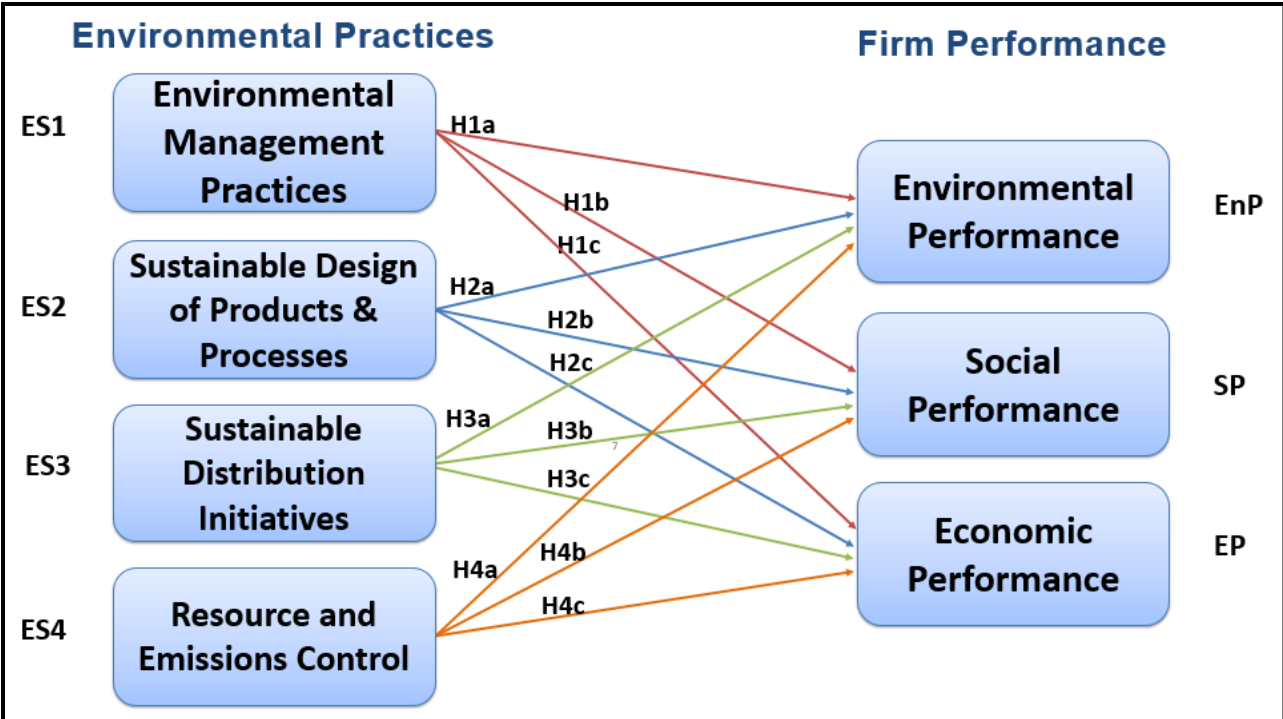 Environmental Practices
Firm Performance
ES1
Environmental
Management
Practices
ES2
Sustainable Design
of Products &
Processes
ES3
Sustainable
Distribution
Initiatives
ES4
Resource and
Emissions Control
H1a
H1b
H1c
H2a
H2b
H2c
H3a
H3b
7
H3c
H4a
H4b
H4c
Environmental
Performance
EnP
Social
Performance
SP
Economic
Performance
EP